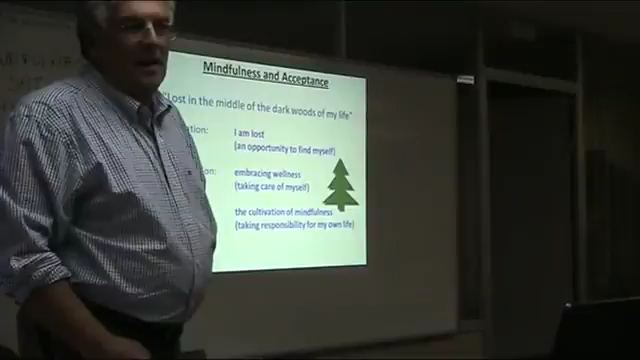 Mindfulness and Acceptance
"Lost in the middle of the dark woods of my life"
I am lost
(an opportunity to find myself)
embracing wellness
(taking care of myself)
the cultivation of mindfulness
(taking responsibility for my own life)